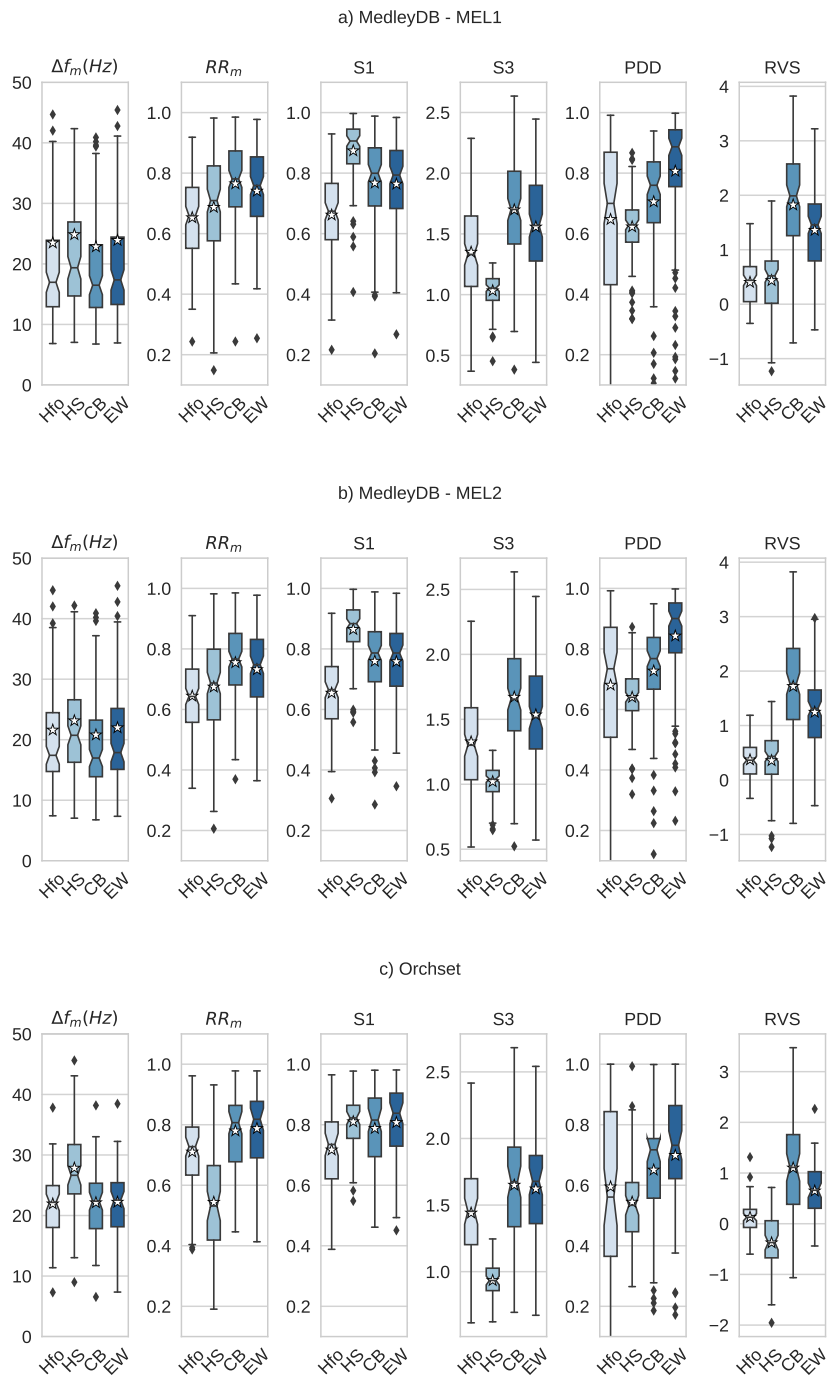 a) MedleyDB - MEL1
Δf_m(Hz) RR_m S1 S3 PDD RVS
50 40 30 20 10 0
1.0 0.8 0.6 0.4 0.2
1.0 0.8 0.6 0.4 0.2
2.5 2.0 1.5 1.0 0.5
1.0 0.8 0.6 0.4 0.2
4 3 2 1 0 −1
Hfo HS CB EW Hfo HS CB EW Hfo HS CB EW Hfo HS CB EW Hfo HS CB EW Hfo HS CB EW
b) MedleyDB - MEL2
Δf_m(Hz) RR_m S1 S3 PDD RVS
50 40 30 20 10 0
1.0 0.8 0.6 0.4 0.2
1.0 0.8 0.6 0.4 0.2
2.5 2.0 1.5 1.0 0.5
1.0 0.8 0.6 0.4 0.2
4 3 2 1 0 −1
Hfo HS CB EW Hfo HS CB EW Hfo HS CB EW Hfo HS CB EW Hfo HS CB EW Hfo HS CB EW
c) Orchset
Δf_m(Hz) RR_m S1 S3 PDD RVS
50 40 30 20 10 0
1.0 0.8 0.6 0.4 0.2
1.0 0.8 0.6 0.4 0.2
2.5 2.0 1.5 1.0
1.0 0.8 0.6 0.4 0.2
3 2 1 0 −1 −2
Hfo HS CB EW Hfo HS CB EW Hfo HS CB EW Hfo HS CB EW Hfo HS CB EW Hfo HS CB EW